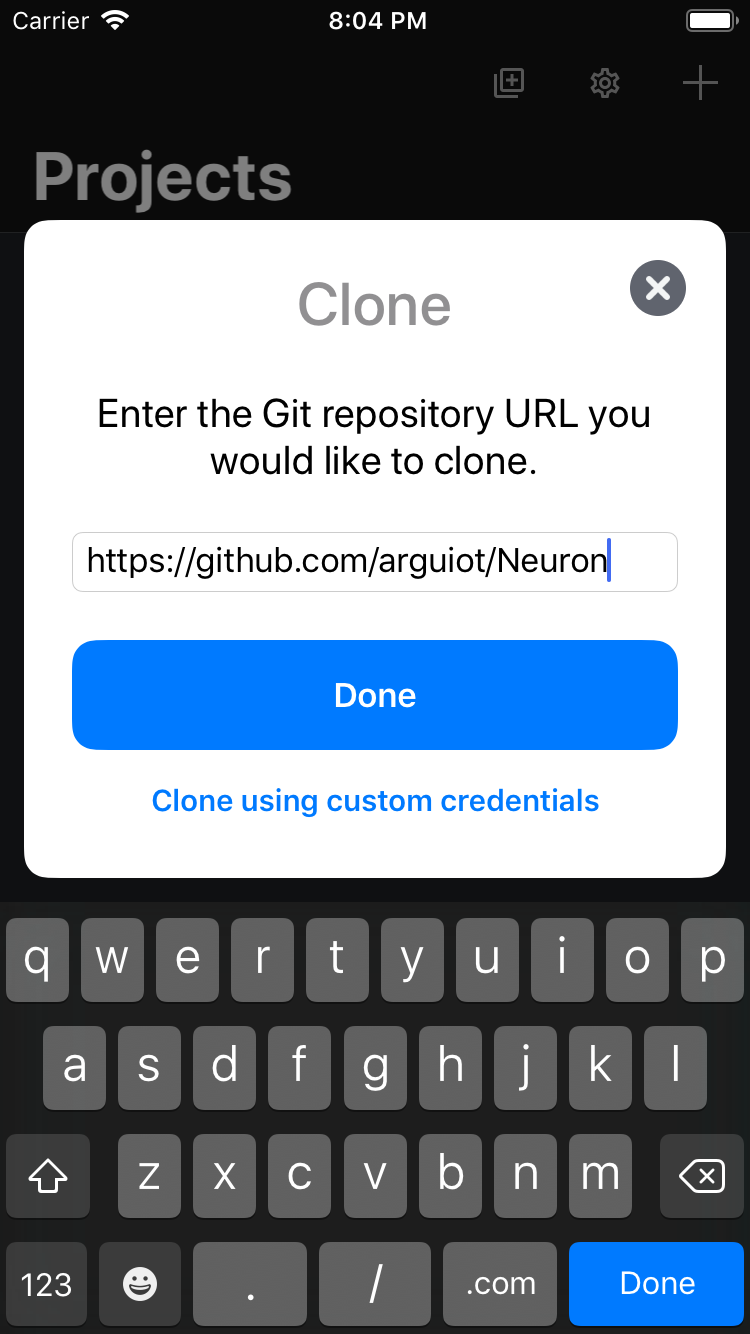 Carrier 8:04 PM
Projects
Clone
Enter the Git repository URL you
would like to clone.
https://github.com/arguiot/Neuron
Done
Clone using custom credentials
q w e r t y u i o p
a s d f g h j k l
z x c v b n m
123 . / .com Done